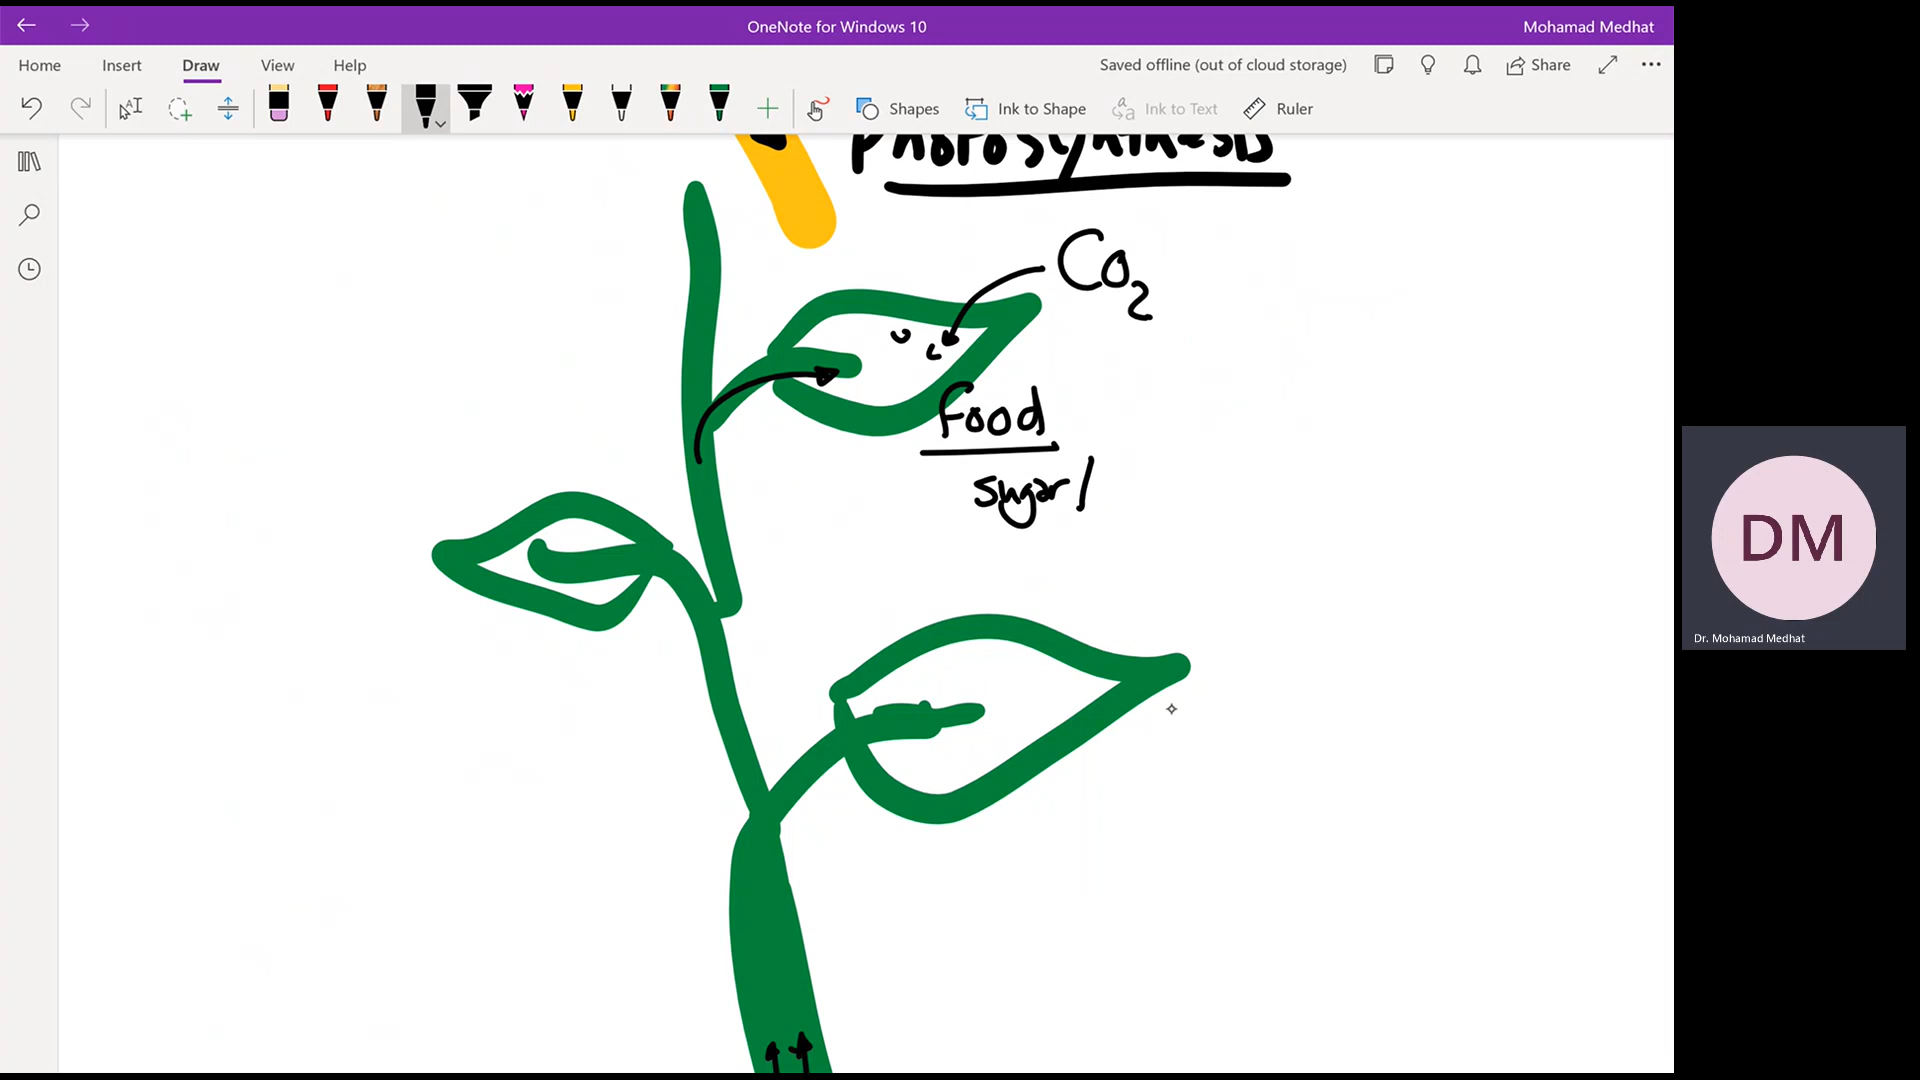 OneNote for Windows 10
Mohamad Medhat
Home Insert Draw View Help
Saved offline (out of cloud storage)
Share
Shapes
Ink to Shape
Ink to Text
Ruler
Photosynthesis
CO2
Food
sugar/
DM
Dr. Mohamad Medhat